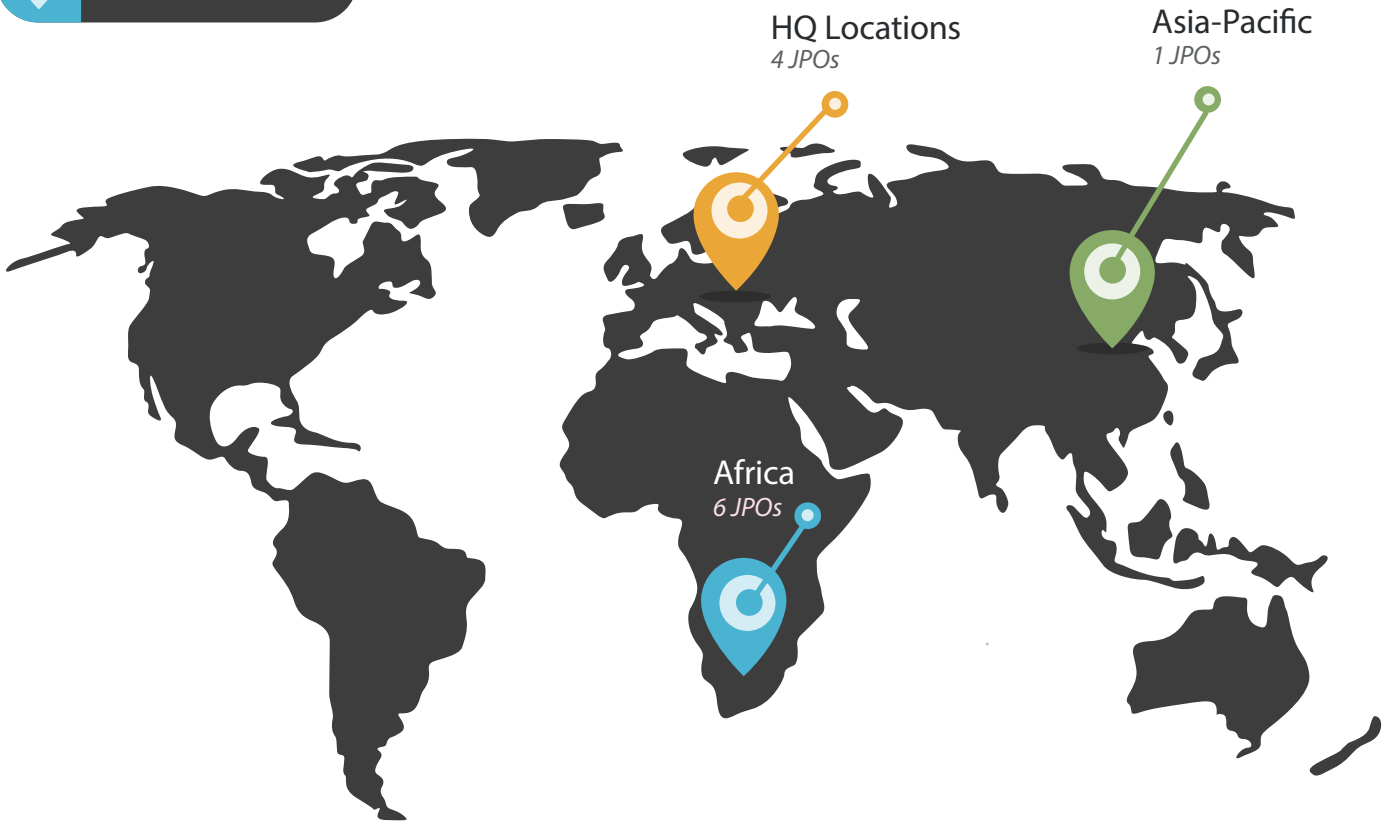 HQ Locations
4 JPOs
Asia-Pacific
1 JPOs
Africa
6 JPOs